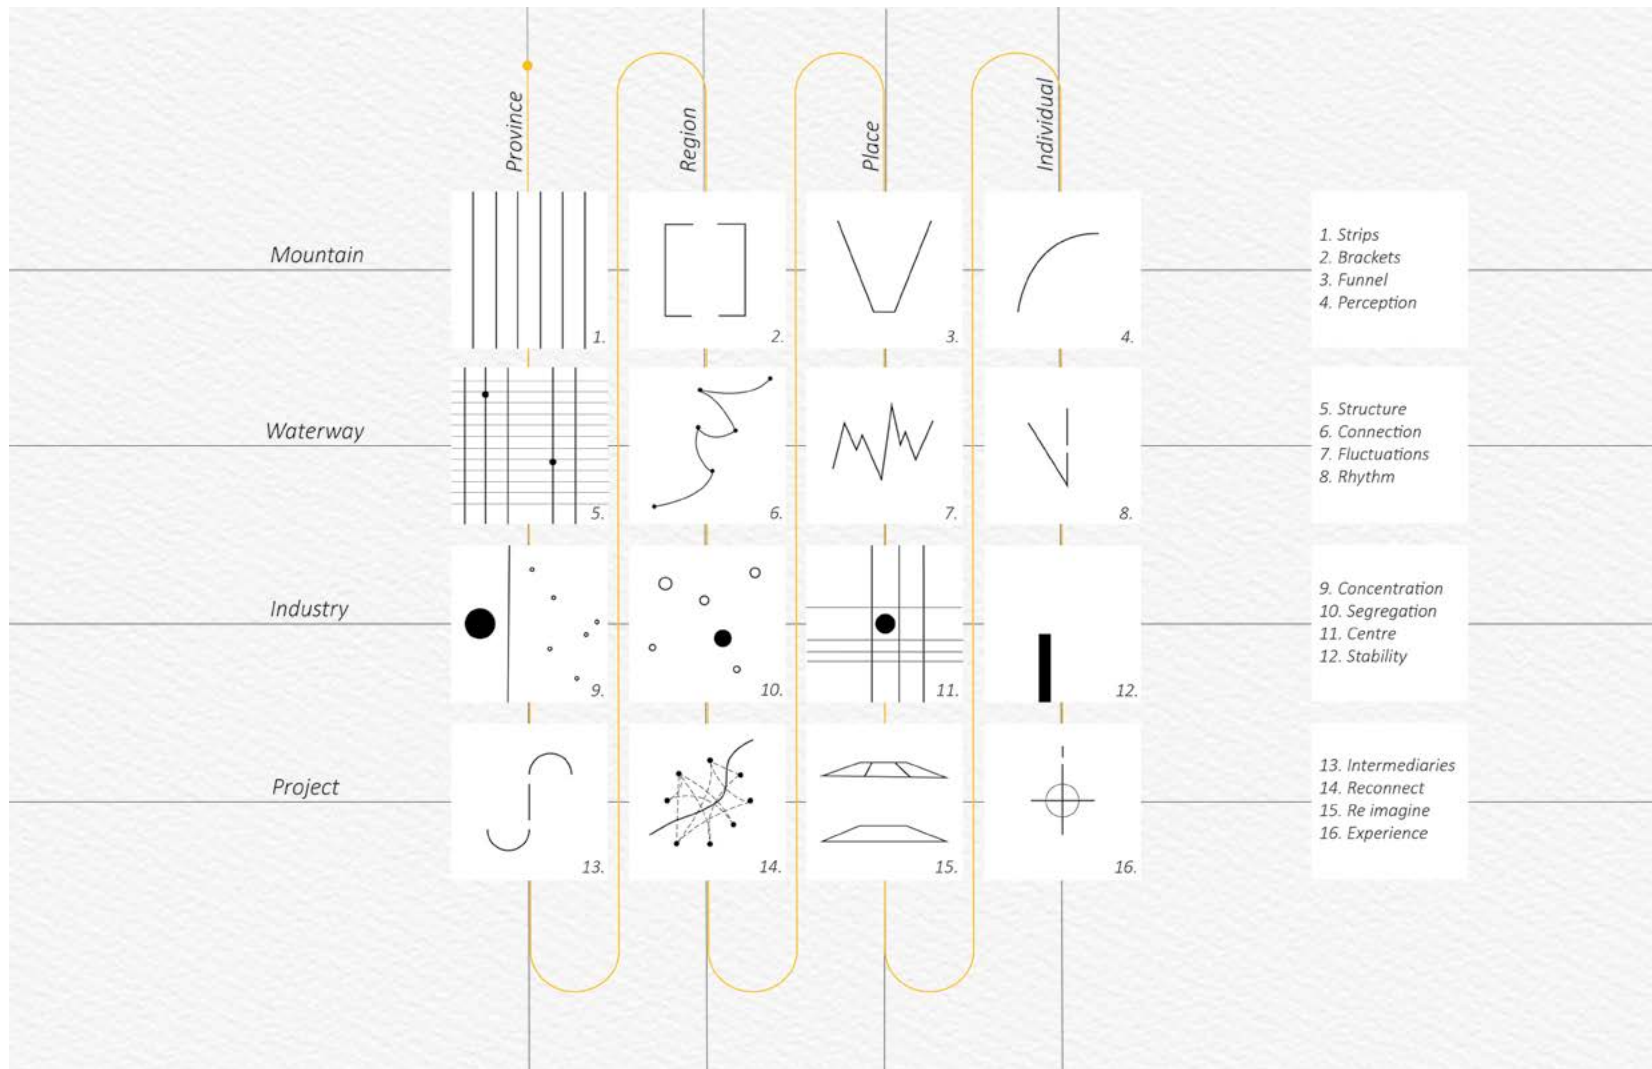 Province
Region
Place
Individual
Mountain
1.
2.
3.
4.
1. Strips
2. Brackets
3. Funnel
4. Perception
Waterway
5.
6.
7.
8.
5. Structure
6. Connection
7. Fluctuations
8. Rhythm
Industry
9.
10.
11.
12.
9. Concentration
10. Segregation
11. Centre
12. Stability
Project
13.
14.
15.
16.
13. Intermediaries
14. Reconnect
15. Re imagine
16. Experience